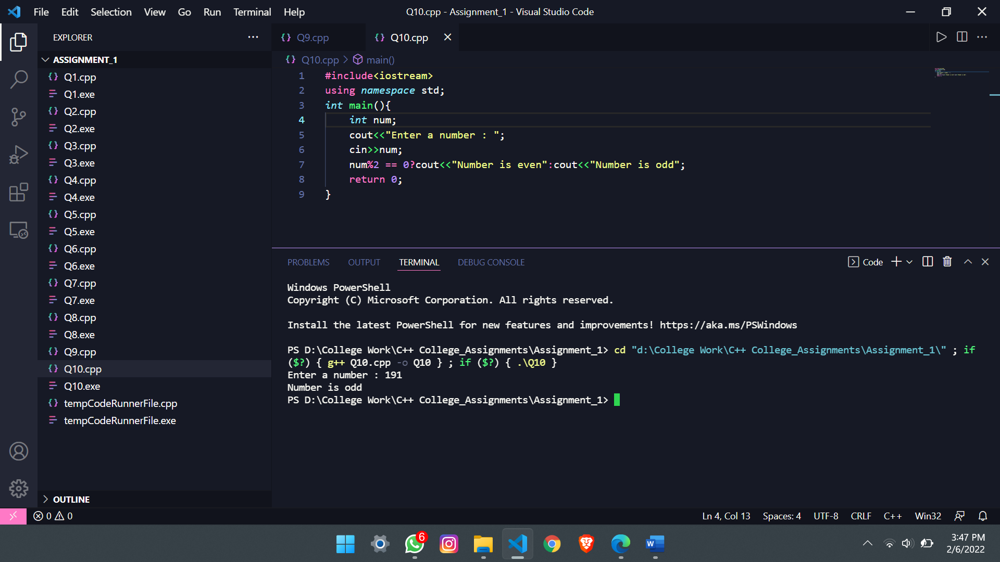 File Edit Selection View Go Run Terminal Help
Q10.cpp - Assignment_1 - Visual Studio Code
EXPLORER
ASSIGNMENT_1
Q1.cpp
Q1.exe
Q2.cpp
Q2.exe
Q3.cpp
Q3.exe
Q4.cpp
Q4.exe
Q5.cpp
Q5.exe
Q6.cpp
Q6.exe
Q7.cpp
Q7.exe
Q8.cpp
Q8.exe
Q9.cpp
Q10.cpp
Q10.exe
tempCodeRunnerFile.cpp
tempCodeRunnerFile.exe
OUTLINE
Q9.cpp Q10.cpp
Q10.cpp > main()
1 #include<iostream>
2 using namespace std;
3 int main(){
4 int num;
5 cout<<"Enter a number : ";
6 cin>>num;
7 num%2 == 0?cout<<"Number is even":cout<<"Number is odd";
8 return 0;
9 }
PROBLEMS OUTPUT TERMINAL DEBUG CONSOLE
Code
Windows PowerShell
Copyright (C) Microsoft Corporation. All rights reserved.
Install the latest PowerShell for new features and improvements! https://aka.ms/PSWindows
PS D:\College Work\C++ College_Assignments\Assignment_1> cd "d:\College Work\C++ College_Assignments\Assignment_1\" ; if
($?) { g++ Q10.cpp -o Q10 } ; if ($?) { .\Q10 }
Enter a number : 191
Number is odd
PS D:\College Work\C++ College_Assignments\Assignment_1>
0 0
Ln 4, Col 13 Spaces: 4 UTF-8 CRLF C++ Win32
6
W
3:47 PM
2/6/2022